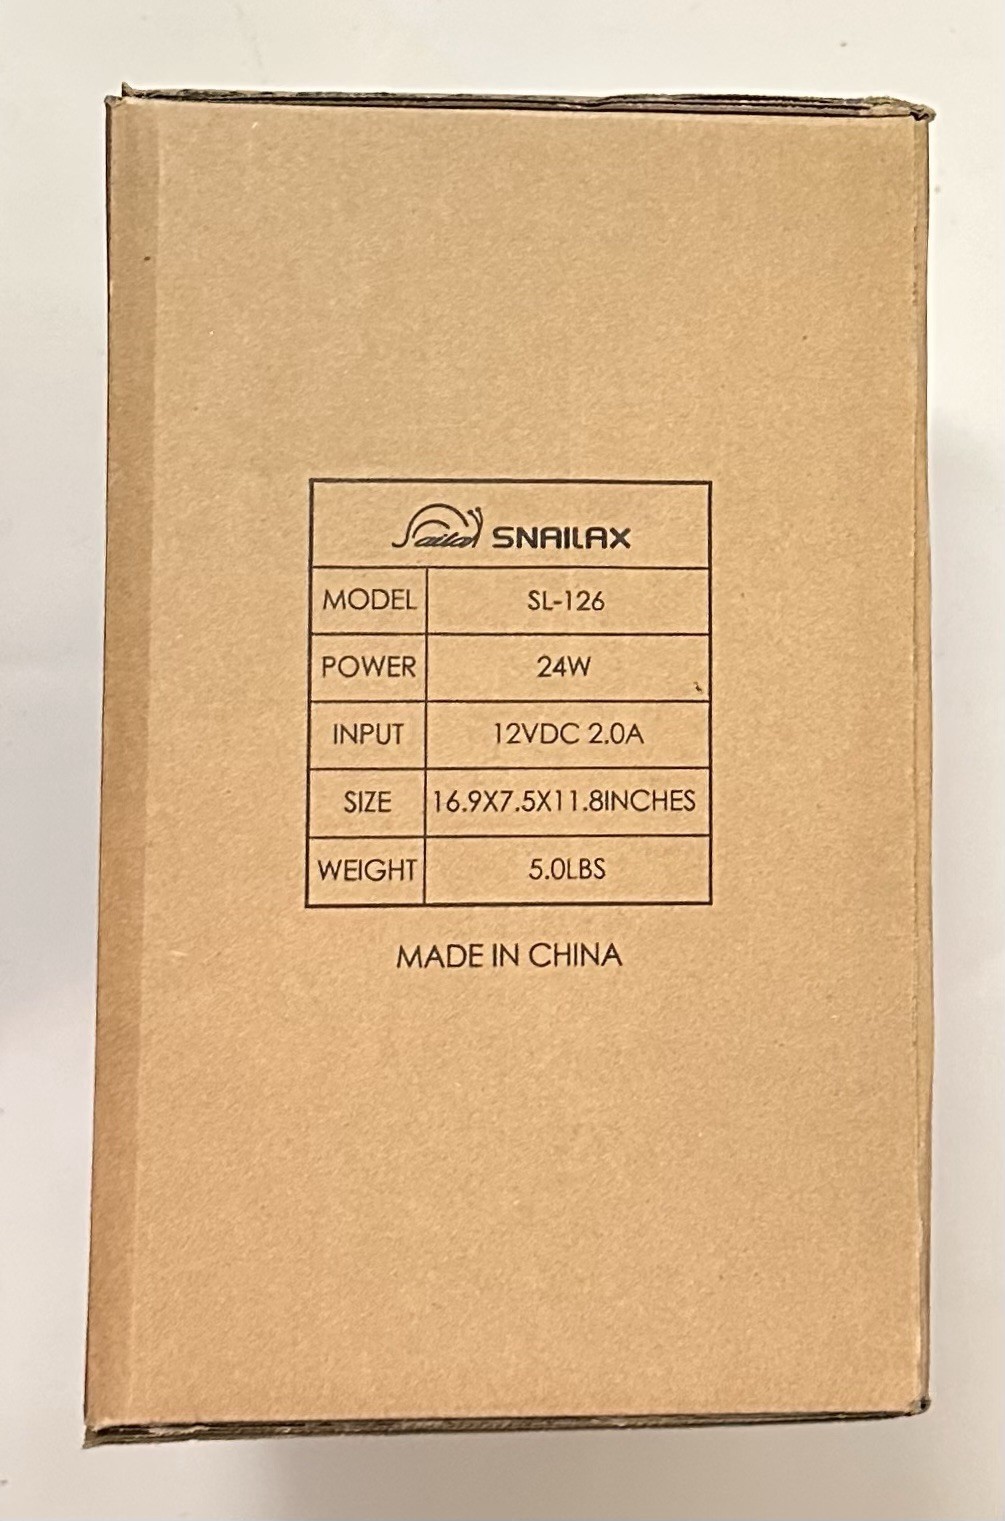 SNAILAX
MODEL SL-126
POWER 24W
INPUT 12VDC 2.0A
SIZE 16.9X7.5X11.8INCHES
WEIGHT 5.0LBS
MADE IN CHINA